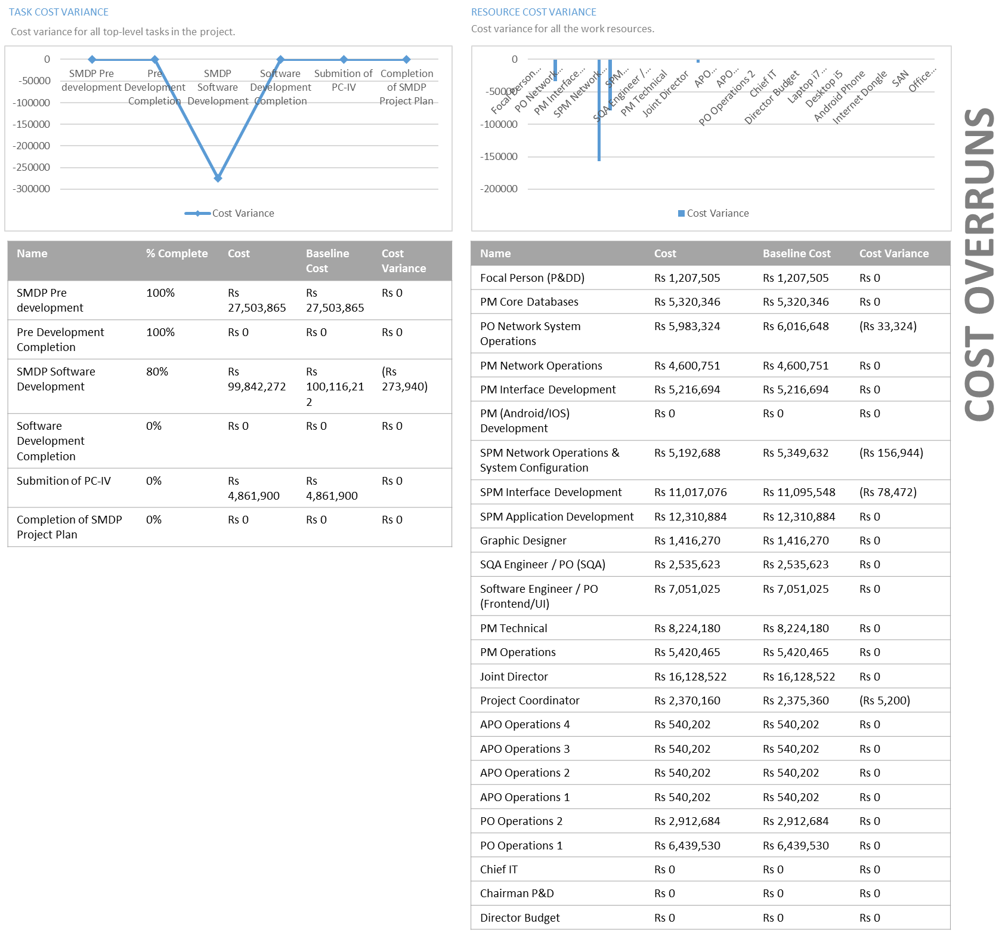 TASK COST VARIANCE
Cost variance for all top-level tasks in the project.
0
-50000
-100000
-150000
-200000
-250000
-300000
SMDP Pre
development
Pre
Development
Completion
SMDP
Software
Development
Software
Development
Completion
Submition of
PC-IV
Completion
of SMDP
Project Plan
Cost Variance
Name % Complete Cost Baseline Cost
Cost Variance
SMDP Pre 100% Rs Rs Rs 0
development 27,503,865 27,503,865
Pre Development 100% Rs 0 Rs 0 Rs 0
Completion
SMDP Software 80% Rs Rs (Rs
Development 99,842,272 100,116,21 273,940)
2
Software 0% Rs 0 Rs 0 Rs 0
Development
Completion
Submition of PC-IV 0% Rs Rs Rs 0
4,861,900 4,861,900
Completion of SMDP 0% Rs 0 Rs 0 Rs 0
Project Plan
RESOURCE COST VARIANCE
Cost variance for all the work resources.
0
-50000
-100000
-150000
-200000
Focal Person...
PO Network...
PM Interface...
SPM Network...
SPM...
SQA Engineer /...
PM Technical
Joint Director
APO...
APO...
PO Operations 2
Chief IT
Director Budget
Laptop i7...
Desktop i5
Android Phone
Internet Dongle
SAN
Office...
Cost Variance
Name Cost Baseline Cost Cost Variance
Focal Person (P&DD) Rs 1,207,505 Rs 1,207,505 Rs 0
PM Core Databases Rs 5,320,346 Rs 5,320,346 Rs 0
PO Network System Rs 5,983,324 Rs 6,016,648 (Rs 33,324)
Operations
PM Network Operations Rs 4,600,751 Rs 4,600,751 Rs 0
PM Interface Development Rs 5,216,694 Rs 5,216,694 Rs 0
PM (Android/IOS) Rs 0 Rs 0 Rs 0
Development
SPM Network Operations & Rs 5,192,688 Rs 5,349,632 (Rs 156,944)
System Configuration
SPM Interface Development Rs 11,017,076 Rs 11,095,548 (Rs 78,472)
SPM Application Development Rs 12,310,884 Rs 12,310,884 Rs 0
Graphic Designer Rs 1,416,270 Rs 1,416,270 Rs 0
SQA Engineer / PO (SQA) Rs 2,535,623 Rs 2,535,623 Rs 0
Software Engineer / PO Rs 7,051,025 Rs 7,051,025 Rs 0
(Frontend/UI)
PM Technical Rs 8,224,180 Rs 8,224,180 Rs 0
PM Operations Rs 5,420,465 Rs 5,420,465 Rs 0
Joint Director Rs 16,128,522 Rs 16,128,522 Rs 0
Project Coordinator Rs 2,370,160 Rs 2,375,360 (Rs 5,200)
APO Operations 4 Rs 540,202 Rs 540,202 Rs 0
APO Operations 3 Rs 540,202 Rs 540,202 Rs 0
APO Operations 2 Rs 540,202 Rs 540,202 Rs 0
APO Operations 1 Rs 540,202 Rs 540,202 Rs 0
PO Operations 2 Rs 2,912,684 Rs 2,912,684 Rs 0
PO Operations 1 Rs 6,439,530 Rs 6,439,530 Rs 0
Chief IT Rs 0 Rs 0 Rs 0
Chairman P&D Rs 0 Rs 0 Rs 0
Director Budget Rs 0 Rs 0 Rs 0
COST OVERRUNS